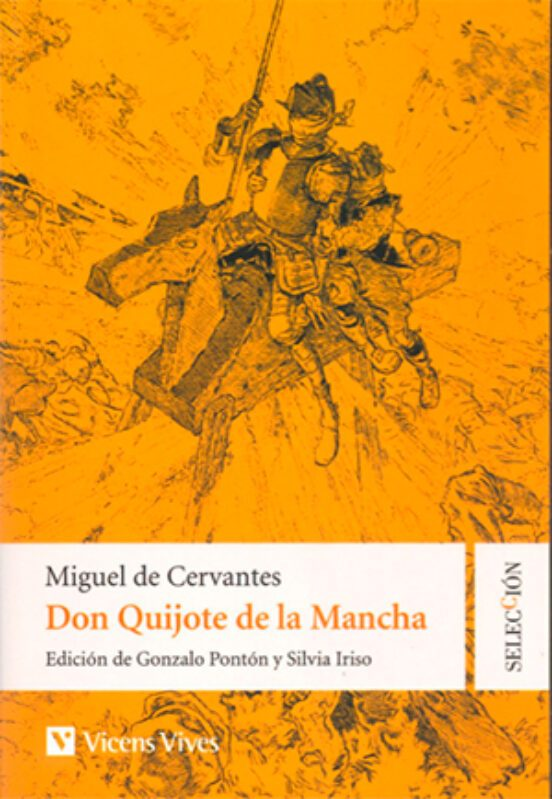 Miguel de Cervantes
Don Quijote de la Mancha
Edición de Gonzalo Pontón y Silvia Iriso
SELECCIÓN
V Vicens Vives